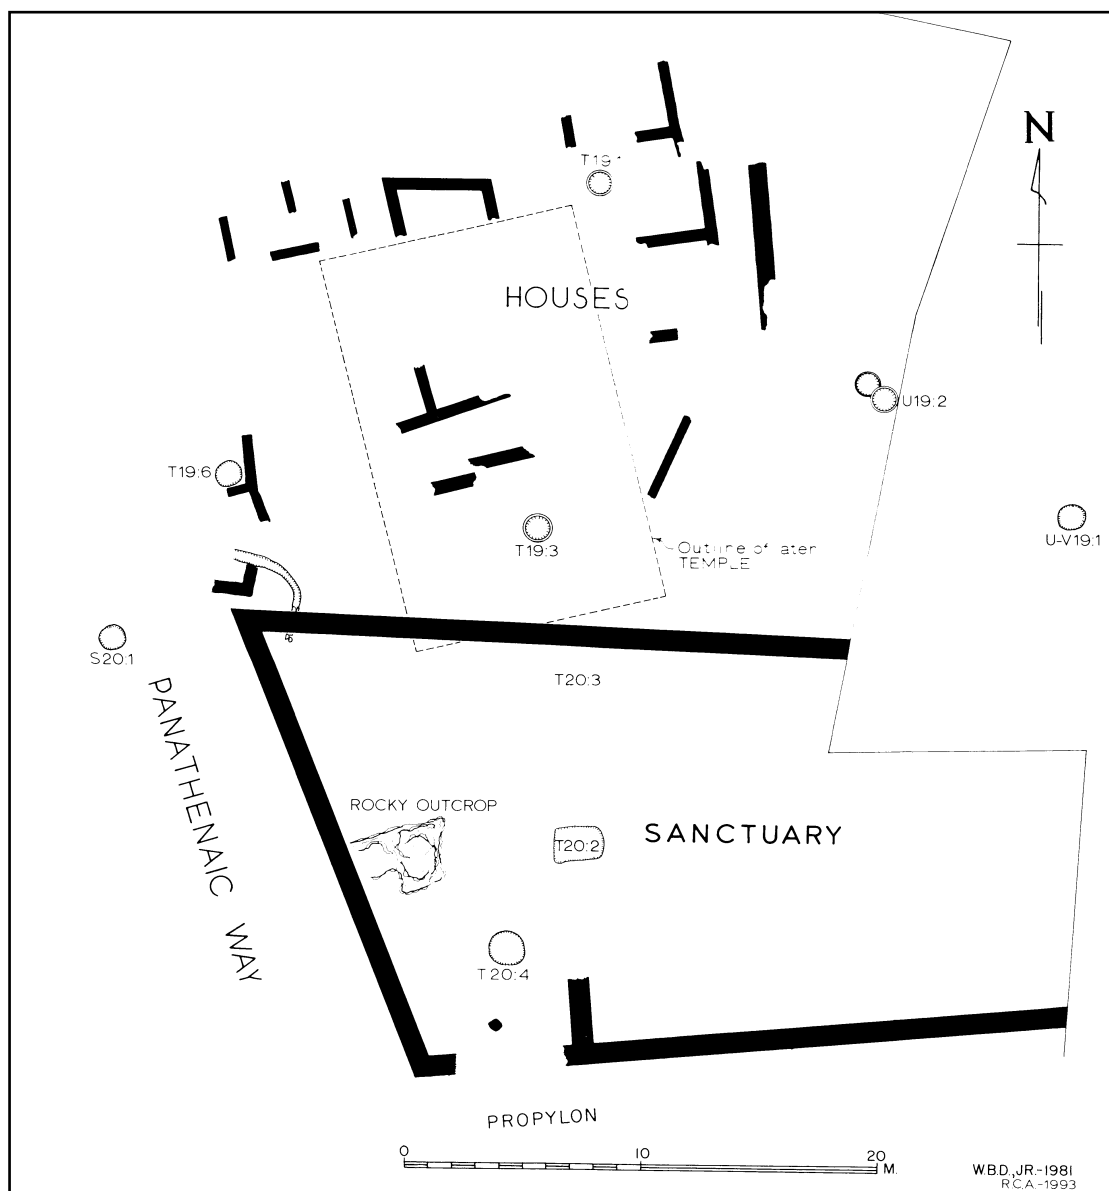 N
T19:1
HOUSES
U19:2
T19:6
U-V19:1
T19:3
Outline of later
TEMPLE
S20:1
T20:3
PANATHENAIC WAY
ROCKY OUTCROP
T20:2
SANCTUARY
T20:4
PROPYLON
0 10 20
M.
W.B.D.,JR.-1981
R.C.A.-1993